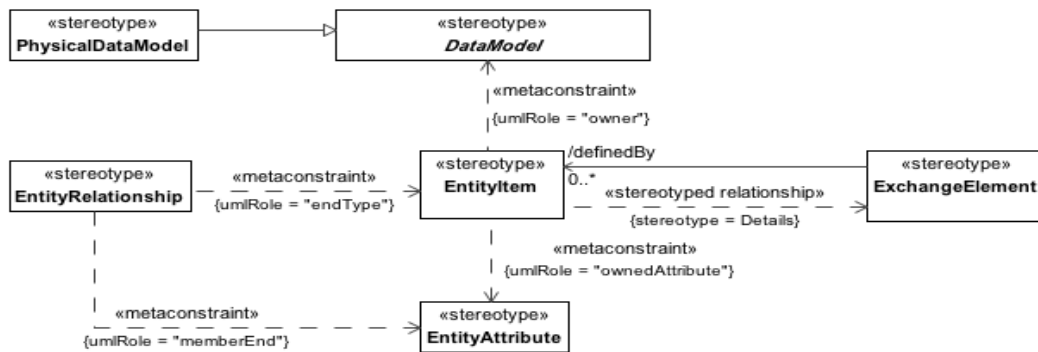 «stereotype»
PhysicalDataModel
«stereotype»
DataModel
«metaconstraint»
{umlRole = "owner"}
«stereotype»
EntityRelationship
«metaconstraint»
{umlRole = "endType"}
«stereotype»
EntityItem
/definedBy
0..*
«stereotyped relationship»
{stereotype = Details}
«stereotype»
ExchangeElement
«metaconstraint»
{umlRole = "ownedAttribute"}
«metaconstraint»
{umlRole = "memberEnd"}
«stereotype»
EntityAttribute